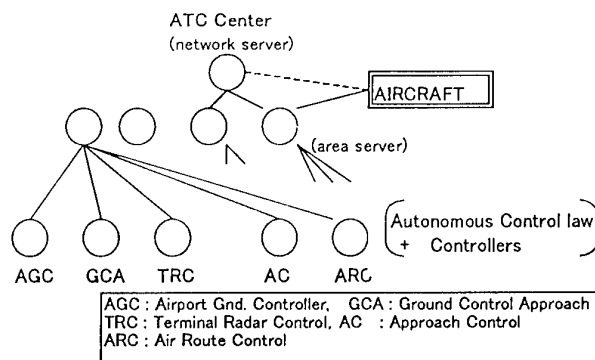 ATC Center
(network server)
AIRCRAFT
(area server)
Autonomous Control law
+ Controllers
AGC GCA TRC AC ARC
AGC : Airport Gnd. Controller, GCA : Ground Control Approach
TRC : Terminal Radar Control, AC : Approach Control
ARC : Air Route Control